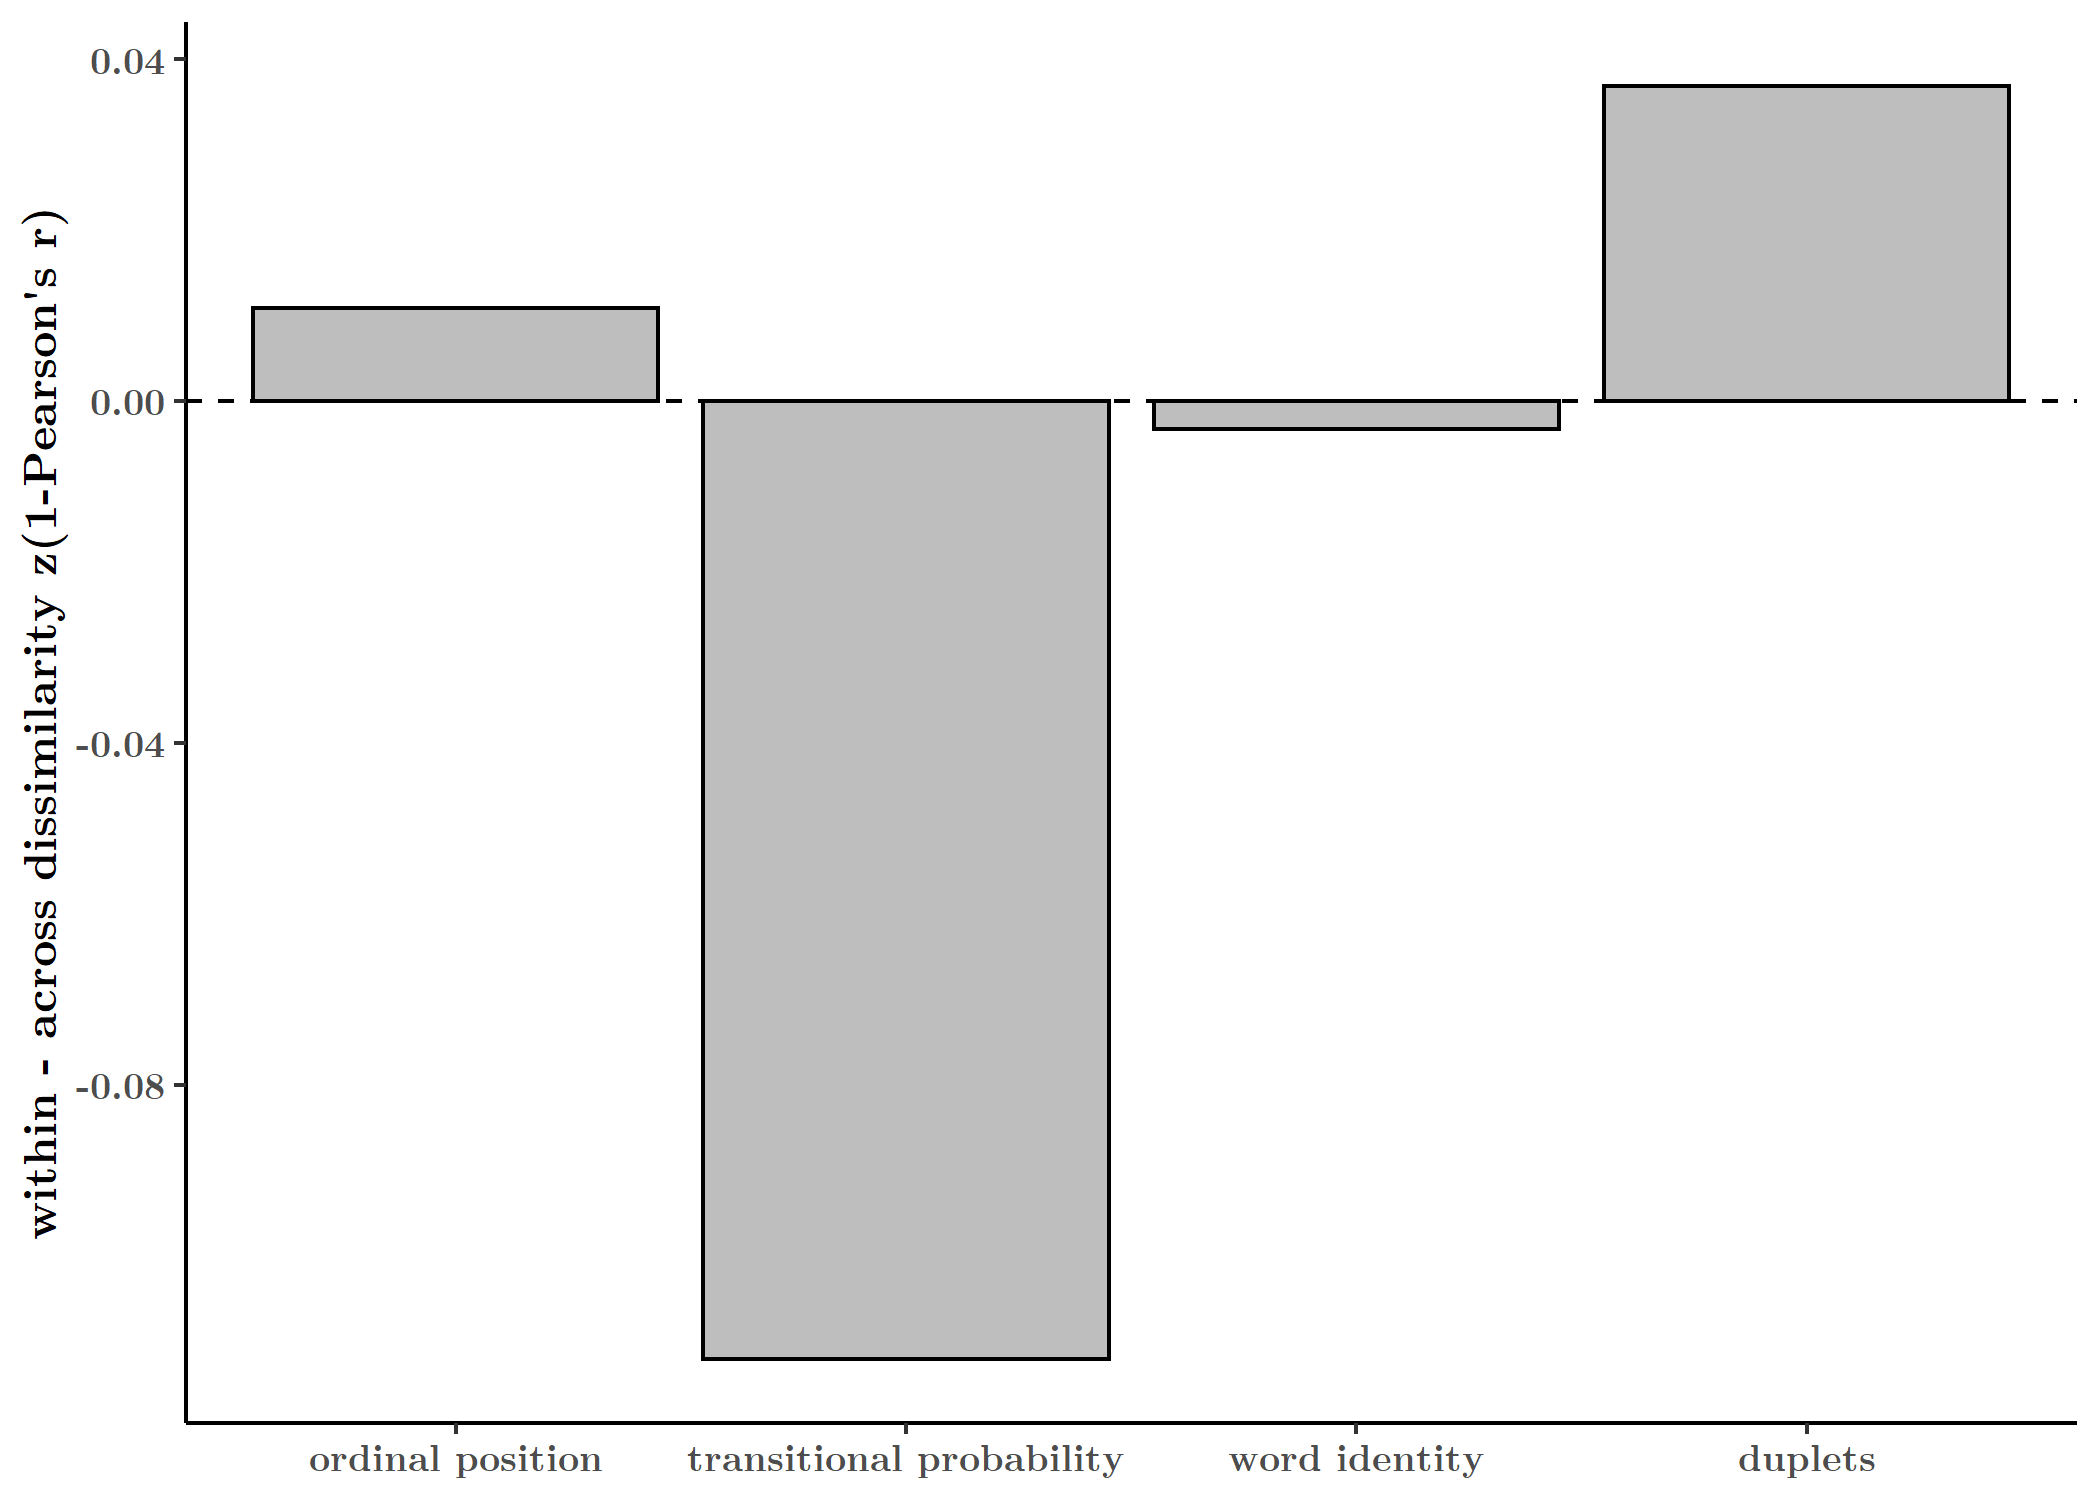 within - across dissimilarity z(1-Pearson's r)
0.04
0.00
-0.04
-0.08
ordinal position
transitional probability
word identity
duplets